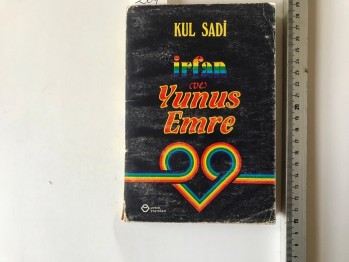 KUL SADİ
irfan
(ve)
Yunus
Emre